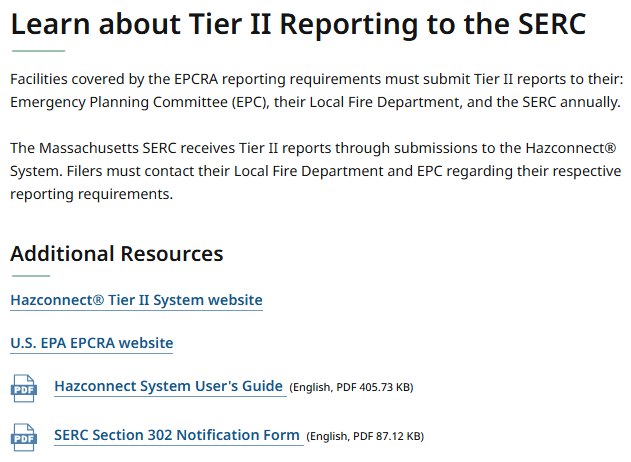 Learn about Tier II Reporting to the SERC
Facilities covered by the EPCRA reporting requirements must submit Tier II reports to their:
Emergency Planning Committee (EPC), their Local Fire Department, and the SERC annually.
The Massachusetts SERC receives Tier II reports through submissions to the Hazconnect®
System. Filers must contact their Local Fire Department and EPC regarding their respective
reporting requirements.
Additional Resources
Hazconnect® Tier II System website
U.S. EPA EPCRA website
PDF Hazconnect System User's Guide (English, PDF 405.73 KB)
PDF SERC Section 302 Notification Form (English, PDF 87.12 KB)